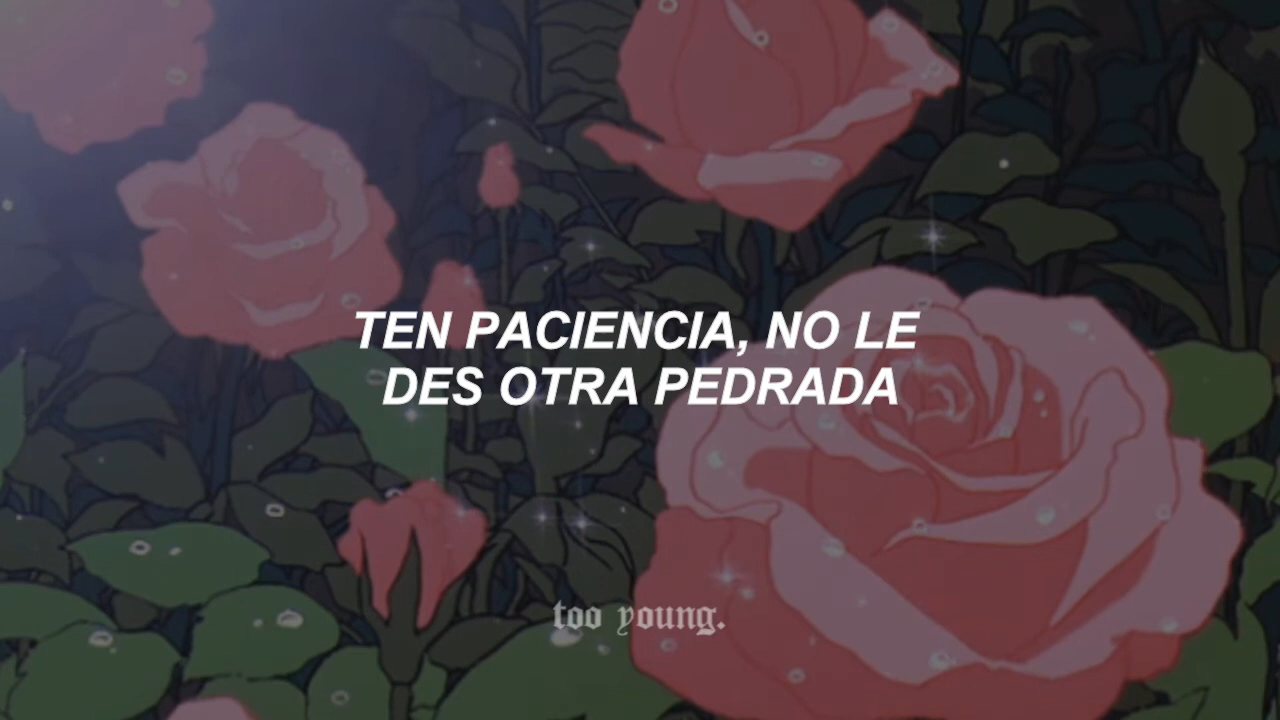 TEN PACIENCIA, NO LE
DES OTRA PEDRADA
too young.